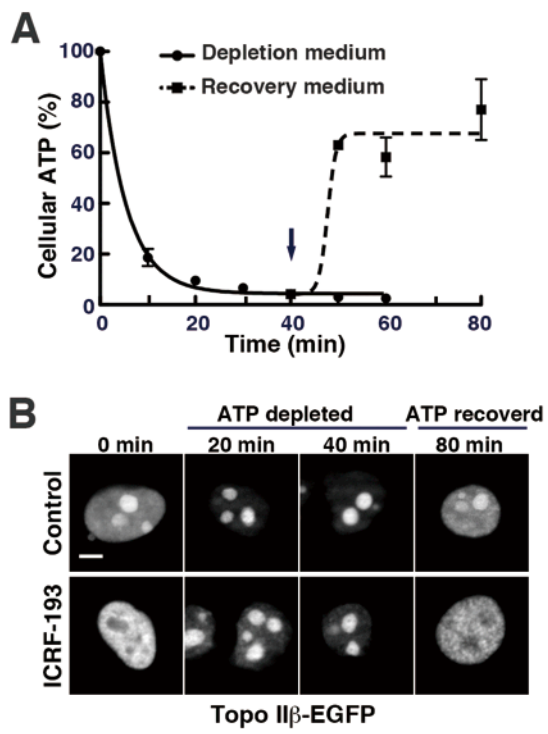 A
Depletion medium
Recovery medium
Cellular ATP (%)
100
80
60
40
20
0
0 20 40 60 80
Time (min)
B
ATP depleted ATP recoverd
0 min 20 min 40 min 80 min
Control
ICRF-193
Topo IIβ-EGFP